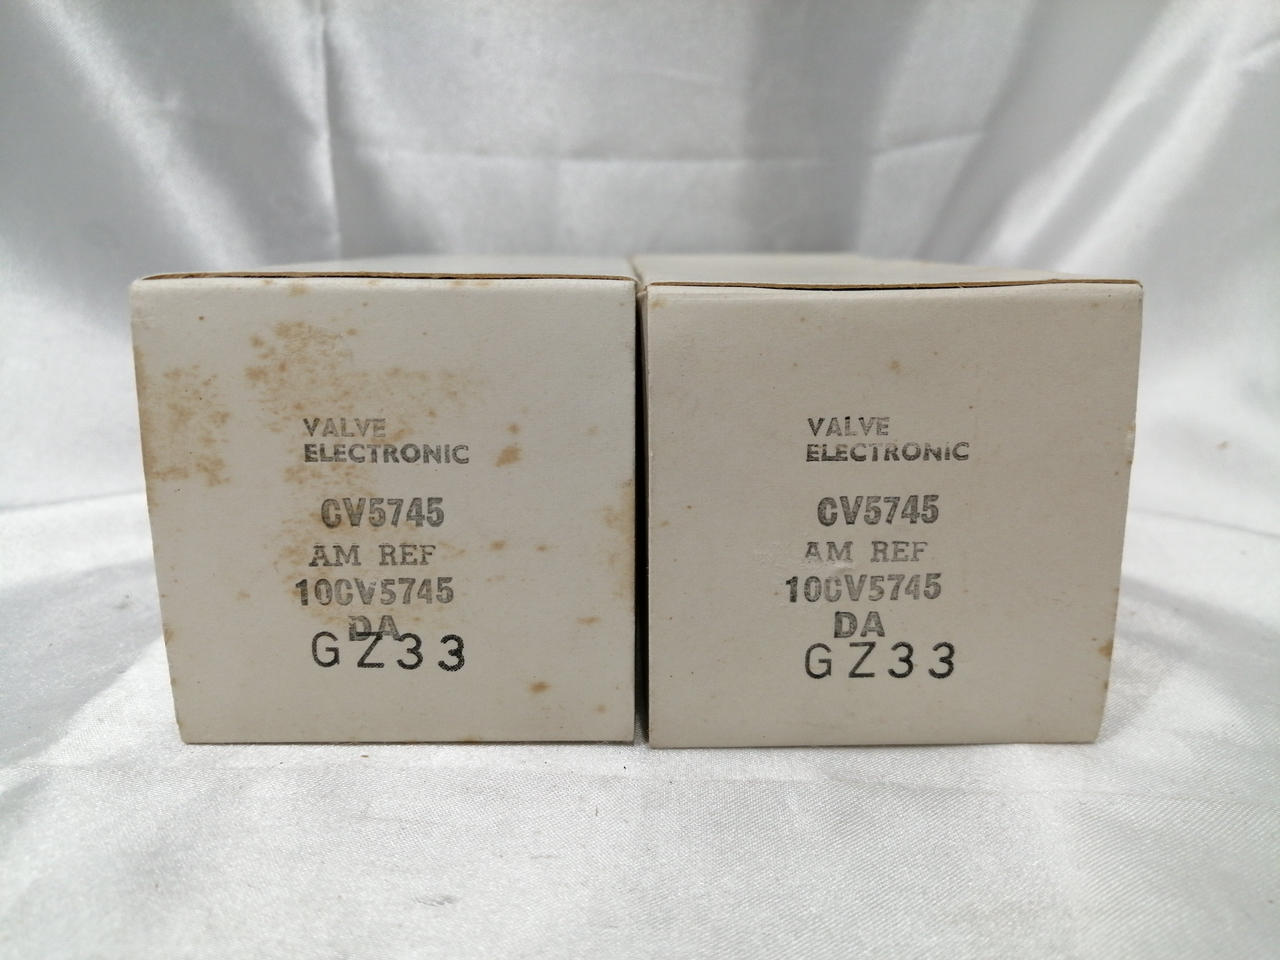 VALVE
ELECTRONIC
CV5745
AM REF
10CV5745
DA
GZ33
VALVE
ELECTRONIC
CV5745
AM REF
10CV5745
DA
GZ33